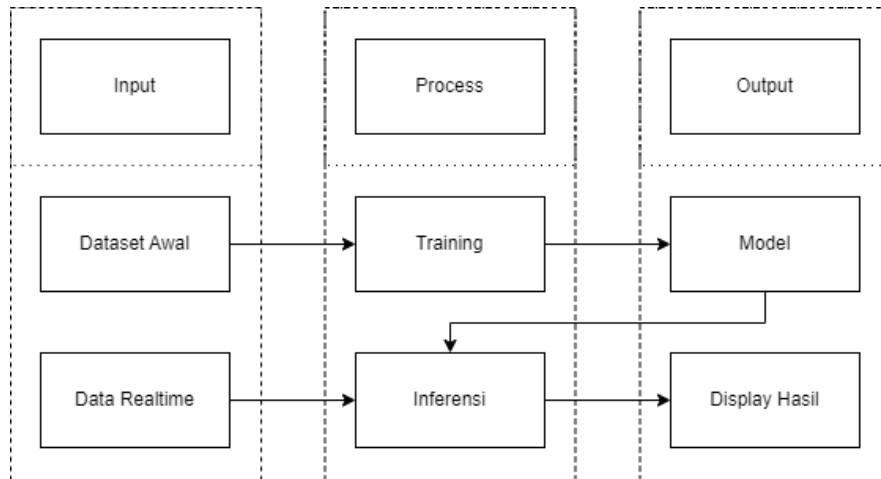 Input
Process
Output
Dataset Awal
Training
Model
Data Realtime
Inferensi
Display Hasil